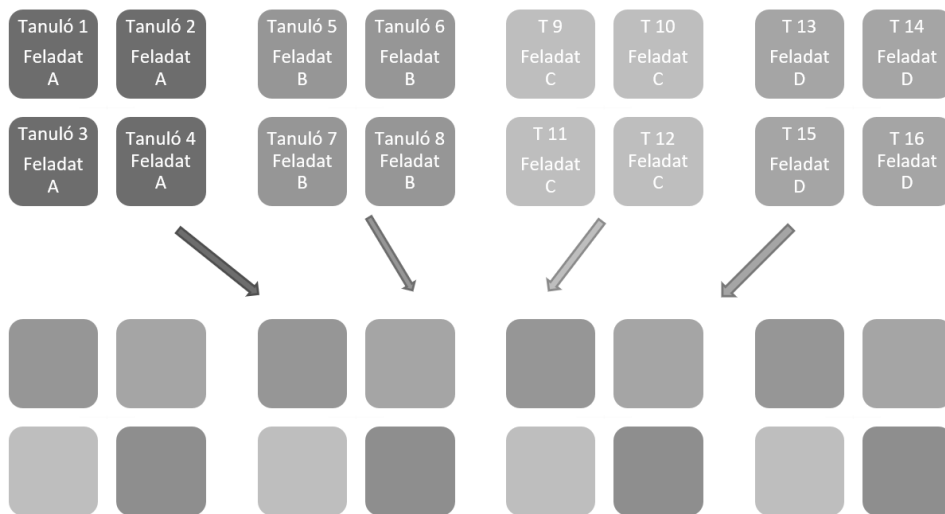 Tanuló 1
Feladat
A
Tanuló 2
Feladat
A
Tanuló 5
Feladat
B
Tanuló 6
Feladat
B
T 9
Feladat
C
T 10
Feladat
C
T 13
Feladat
D
T 14
Feladat
D
Tanuló 3
Feladat
A
Tanuló 4
Feladat
A
Tanuló 7
Feladat
B
Tanuló 8
Feladat
B
T 11
Feladat
C
T 12
Feladat
C
T 15
Feladat
D
T 16
Feladat
D